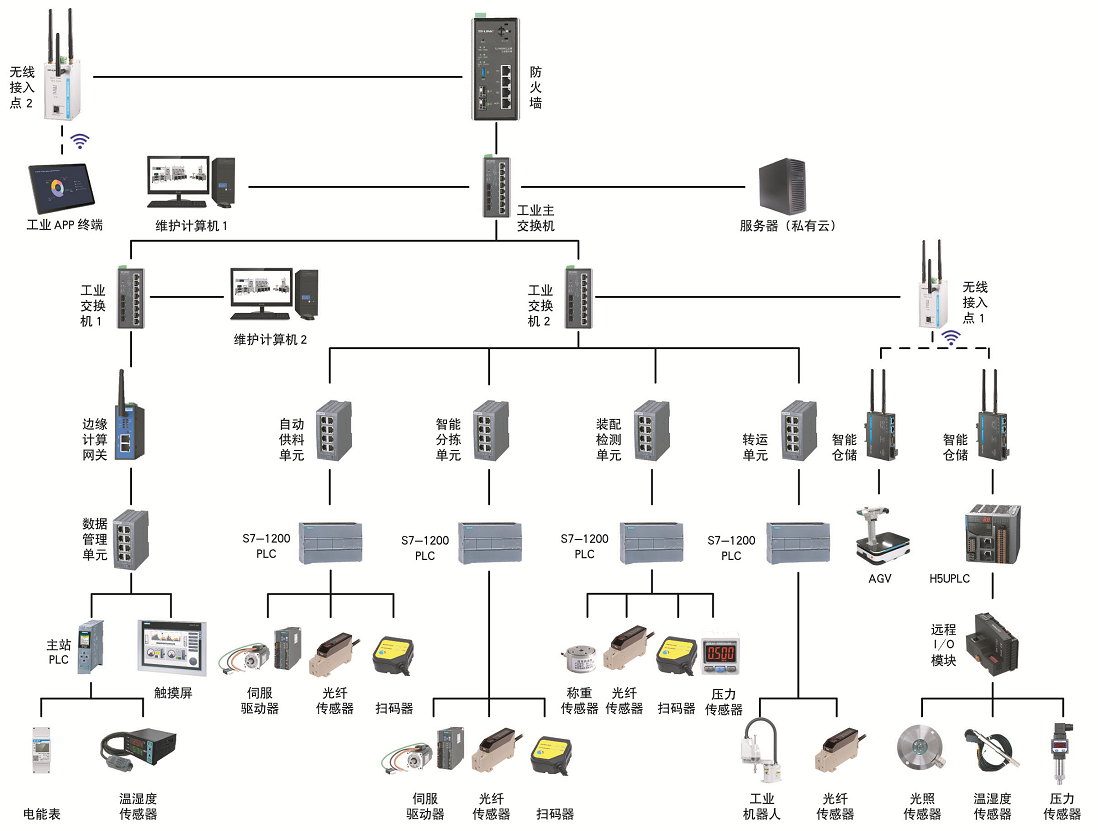 无线
接入
点 2
防
火
墙
工业 APP 终端
维护计算机 1
工业主
交换机
服务器（私有云）
工业
交换
机 1
维护计算机 2
工业
交换
机 2
无线
接入
点 1
边缘
计算
网关
自动
供料
单元
智能
分拣
单元
装配
检测
单元
转运
单元
智能
仓储
智能
仓储
数据
管理
单元
S7-1200
PLC
S7-1200
PLC
S7-1200
PLC
S7-1200
PLC
AGV
H5UPLC
主站
PLC
触摸屏
伺服
驱动器
光纤
传感器
扫码器
称重
传感器
光纤
传感器
扫码器
0.500
压力
传感器
远程
I/O
模块
电能表
温湿度
传感器
伺服
驱动器
光纤
传感器
扫码器
工业
机器人
光纤
传感器
光照
传感器
温湿度
传感器
压力
传感器